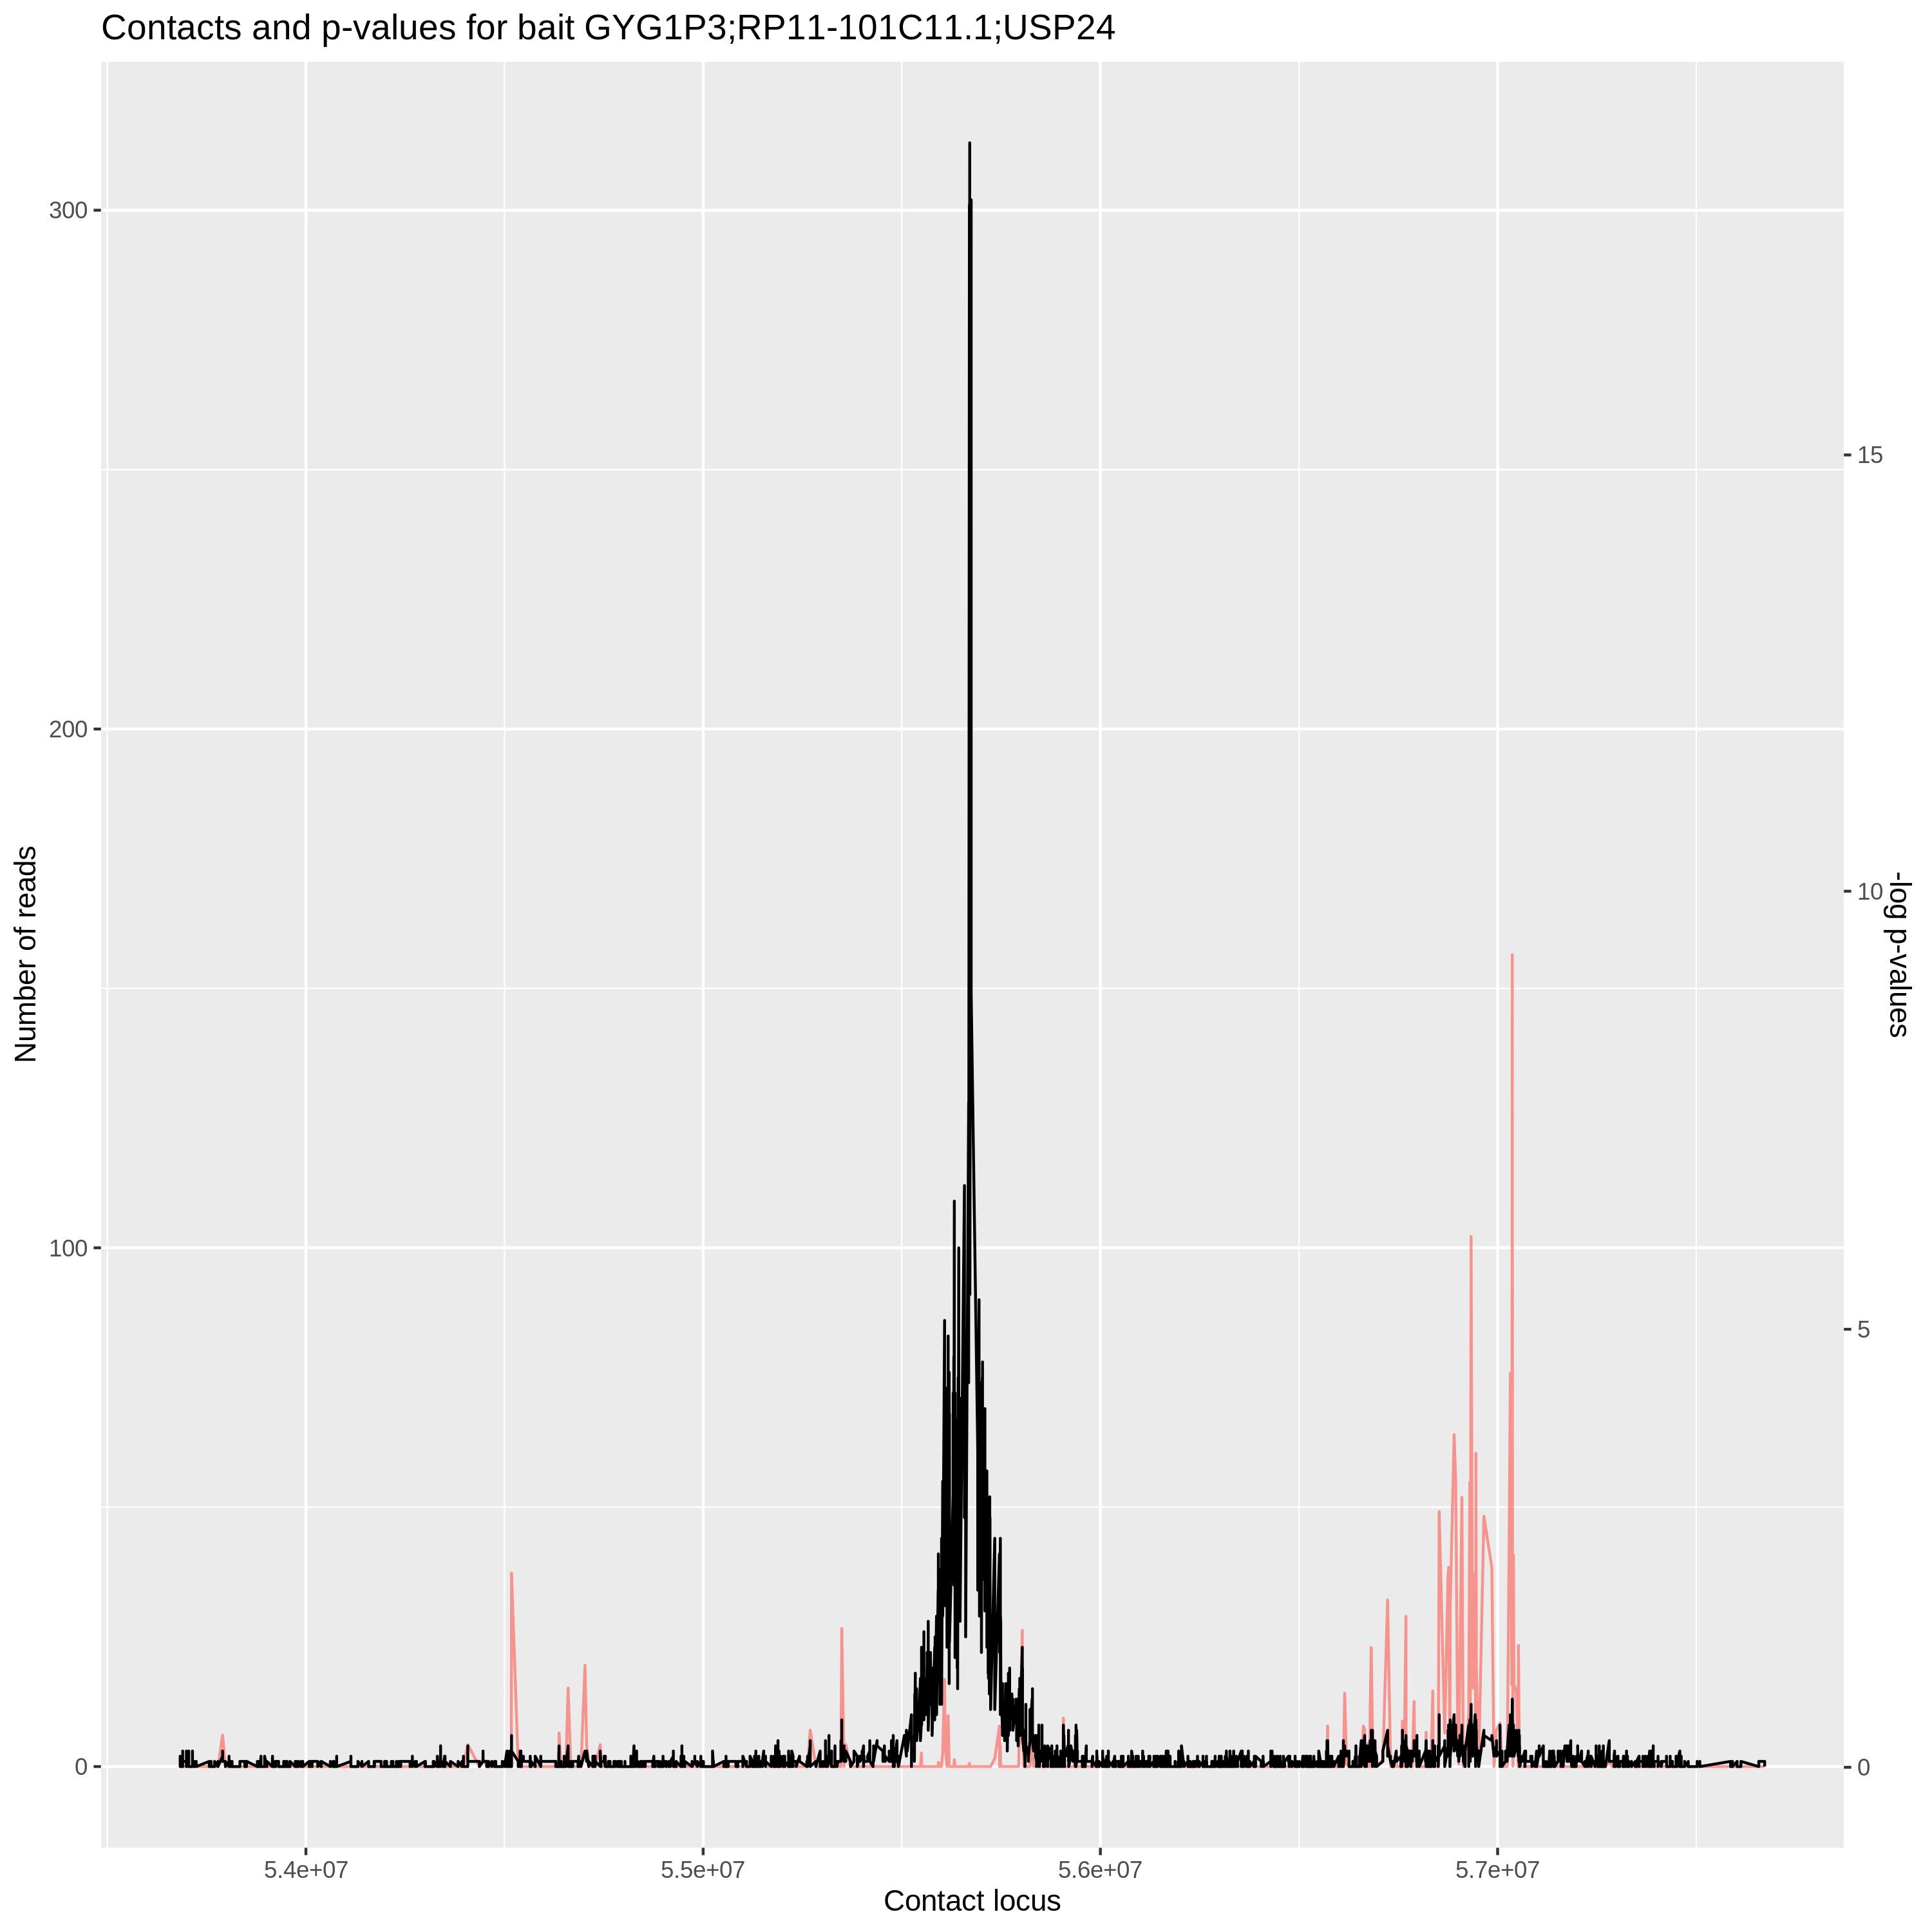 Contacts and p-values for bait GYG1P3;RP11-101C11.1;USP24
300
200
100
0
Number of reads
15
10
5
0
-log p-values
5.4e+07
5.5e+07
5.6e+07
5.7e+07
Contact locus